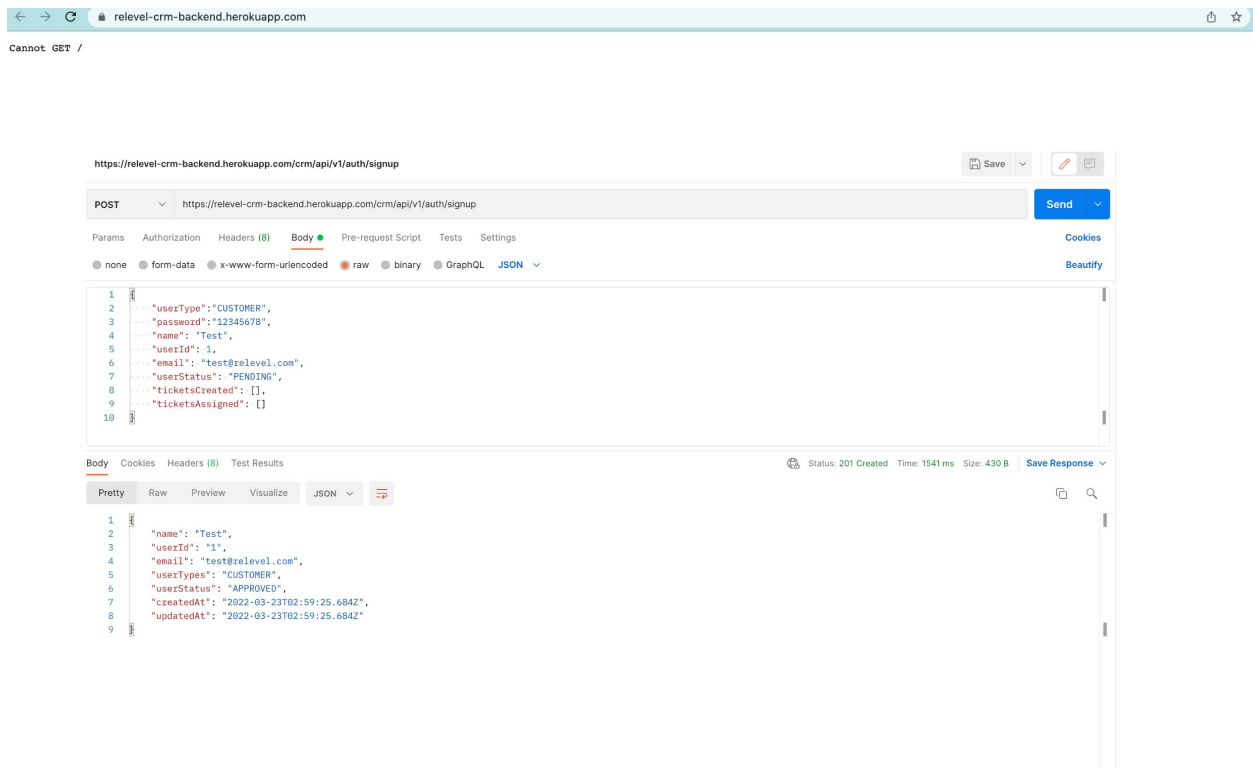 relevel-crm-backend.herokuapp.com
Cannot GET /
https://relevel-crm-backend.herokuapp.com/crm/api/v1/auth/signup
Save
POST https://relevel-crm-backend.herokuapp.com/crm/api/v1/auth/signup Send
Params Authorization Headers (8) Body Pre-request Script Tests Settings Cookies
none form-data x-www-form-urlencoded raw binary GraphQL JSON Beautify
1 {
2 "userType":"CUSTOMER",
3 "password":"12345678",
4 "name": "Test",
5 "userId": 1,
6 "email": "test@relevel.com",
7 "userStatus": "PENDING",
8 "ticketsCreated": [],
9 "ticketsAssigned": []
10 }
Body Cookies Headers (8) Test Results Status: 201 Created Time: 1541 ms Size: 430 B Save Response
Pretty Raw Preview Visualize JSON
1 {
2 "name": "Test",
3 "userId": "1",
4 "email": "test@relevel.com",
5 "userTypes": "CUSTOMER",
6 "userStatus": "APPROVED",
7 "createdAt": "2022-03-23T02:59:25.684Z",
8 "updatedAt": "2022-03-23T02:59:25.684Z"
9 }